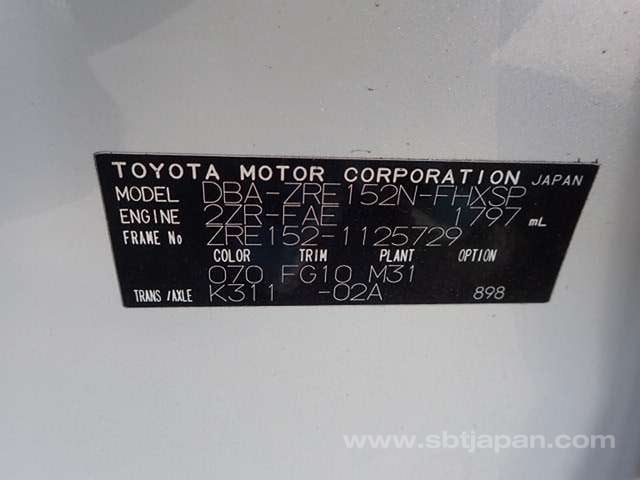 TOYOTA MOTOR CORPORATION JAPAN
MODEL DBA-ZRE152N-FHXSP
ENGINE 2ZR-FAE 1797 mL
FRAME No ZRE152-1125729
COLOR TRIM PLANT OPTION
070 FG10 M31
TRANS/AXLE K311 -02A 898
www.sbtjapan.com